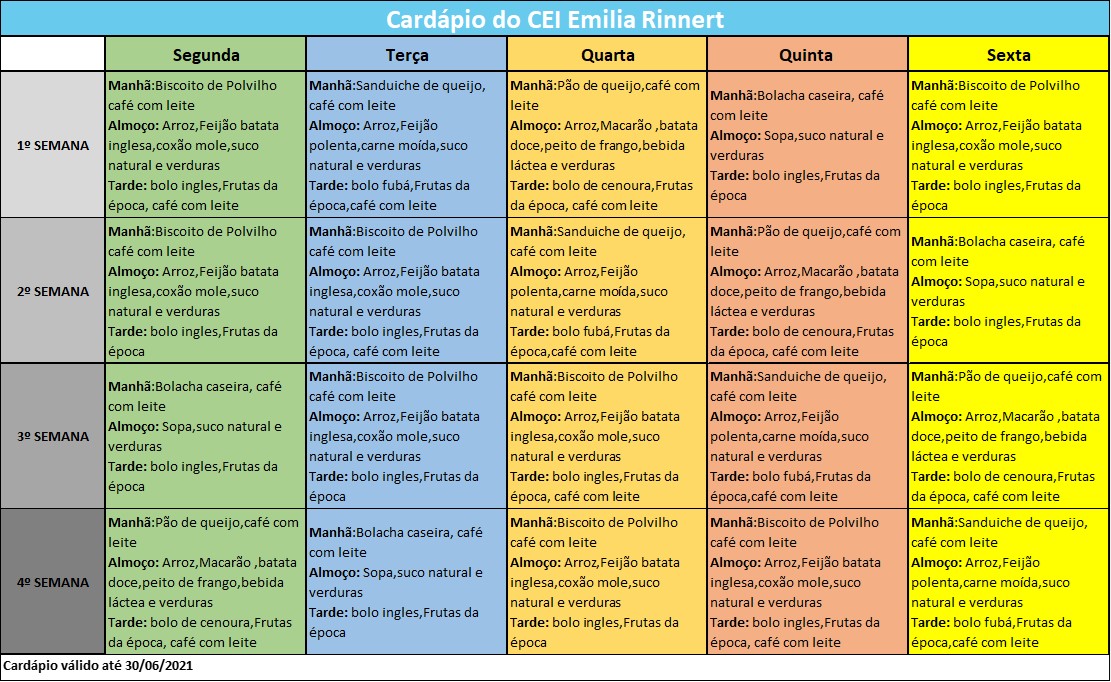 Cardápio do CEI Emilia Rinnert
Segunda
Terça
Quarta
Quinta
Sexta
1º SEMANA
Manhã:Biscoito de Polvilho
café com leite
Almoço: Arroz,Feijão batata
inglesa,coxão mole,suco
natural e verduras
Tarde: bolo ingles,Frutas da
época, café com leite
Manhã:Sanduiche de queijo,
café com leite
Almoço: Arroz,Feijão
polenta,carne moída,suco
natural e verduras
Tarde: bolo fubá,Frutas da
época,café com leite
Manhã:Pão de queijo,café com
leite
Almoço: Arroz,Macarão ,batata
doce,peito de frango,bebida
láctea e verduras
Tarde: bolo de cenoura,Frutas
da época, café com leite
Manhã:Bolacha caseira, café
com leite
Almoço: Sopa,suco natural e
verduras
Tarde: bolo ingles,Frutas da
época
Manhã:Biscoito de Polvilho
café com leite
Almoço: Arroz,Feijão batata
inglesa,coxão mole,suco
natural e verduras
Tarde: bolo ingles,Frutas da
época
2º SEMANA
Manhã:Biscoito de Polvilho
café com leite
Almoço: Arroz,Feijão batata
inglesa,coxão mole,suco
natural e verduras
Tarde: bolo ingles,Frutas da
época
Manhã:Biscoito de Polvilho
café com leite
Almoço: Arroz,Feijão batata
inglesa,coxão mole,suco
natural e verduras
Tarde: bolo ingles,Frutas da
época, café com leite
Manhã:Sanduiche de queijo,
café com leite
Almoço: Arroz,Feijão
polenta,carne moída,suco
natural e verduras
Tarde: bolo fubá,Frutas da
época,café com leite
Manhã:Pão de queijo,café com
leite
Almoço: Arroz,Macarão ,batata
doce,peito de frango,bebida
láctea e verduras
Tarde: bolo de cenoura,Frutas
da época, café com leite
Manhã:Bolacha caseira, café
com leite
Almoço: Sopa,suco natural e
verduras
Tarde: bolo ingles,Frutas da
época
3º SEMANA
Manhã:Bolacha caseira, café
com leite
Almoço: Sopa,suco natural e
verduras
Tarde: bolo ingles,Frutas da
época
Manhã:Biscoito de Polvilho
café com leite
Almoço: Arroz,Feijão batata
inglesa,coxão mole,suco
natural e verduras
Tarde: bolo ingles,Frutas da
época
Manhã:Biscoito de Polvilho
café com leite
Almoço: Arroz,Feijão batata
inglesa,coxão mole,suco
natural e verduras
Tarde: bolo ingles,Frutas da
época, café com leite
Manhã:Sanduiche de queijo,
café com leite
Almoço: Arroz,Feijão
polenta,carne moída,suco
natural e verduras
Tarde: bolo fubá,Frutas da
época,café com leite
Manhã:Pão de queijo,café com
leite
Almoço: Arroz,Macarão ,batata
doce,peito de frango,bebida
láctea e verduras
Tarde: bolo de cenoura,Frutas
da época, café com leite
4º SEMANA
Manhã:Pão de queijo,café com
leite
Almoço: Arroz,Macarão ,batata
doce,peito de frango,bebida
láctea e verduras
Tarde: bolo de cenoura,Frutas
da época, café com leite
Manhã:Bolacha caseira, café
com leite
Almoço: Sopa,suco natural e
verduras
Tarde: bolo ingles,Frutas da
época
Manhã:Biscoito de Polvilho
café com leite
Almoço: Arroz,Feijão batata
inglesa,coxão mole,suco
natural e verduras
Tarde: bolo ingles,Frutas da
época
Manhã:Biscoito de Polvilho
café com leite
Almoço: Arroz,Feijão batata
inglesa,coxão mole,suco
natural e verduras
Tarde: bolo ingles,Frutas da
época, café com leite
Manhã:Sanduiche de queijo,
café com leite
Almoço: Arroz,Feijão
polenta,carne moída,suco
natural e verduras
Tarde: bolo fubá,Frutas da
época,café com leite
Cardápio válido até 30/06/2021